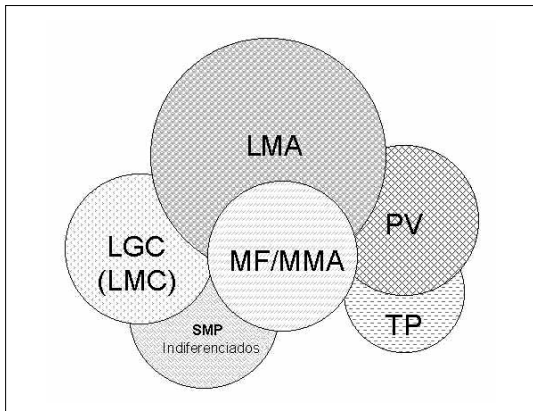 LMA
PV
LGC
(LMC)
MF/MMA
TP
SMP
Indiferenciados